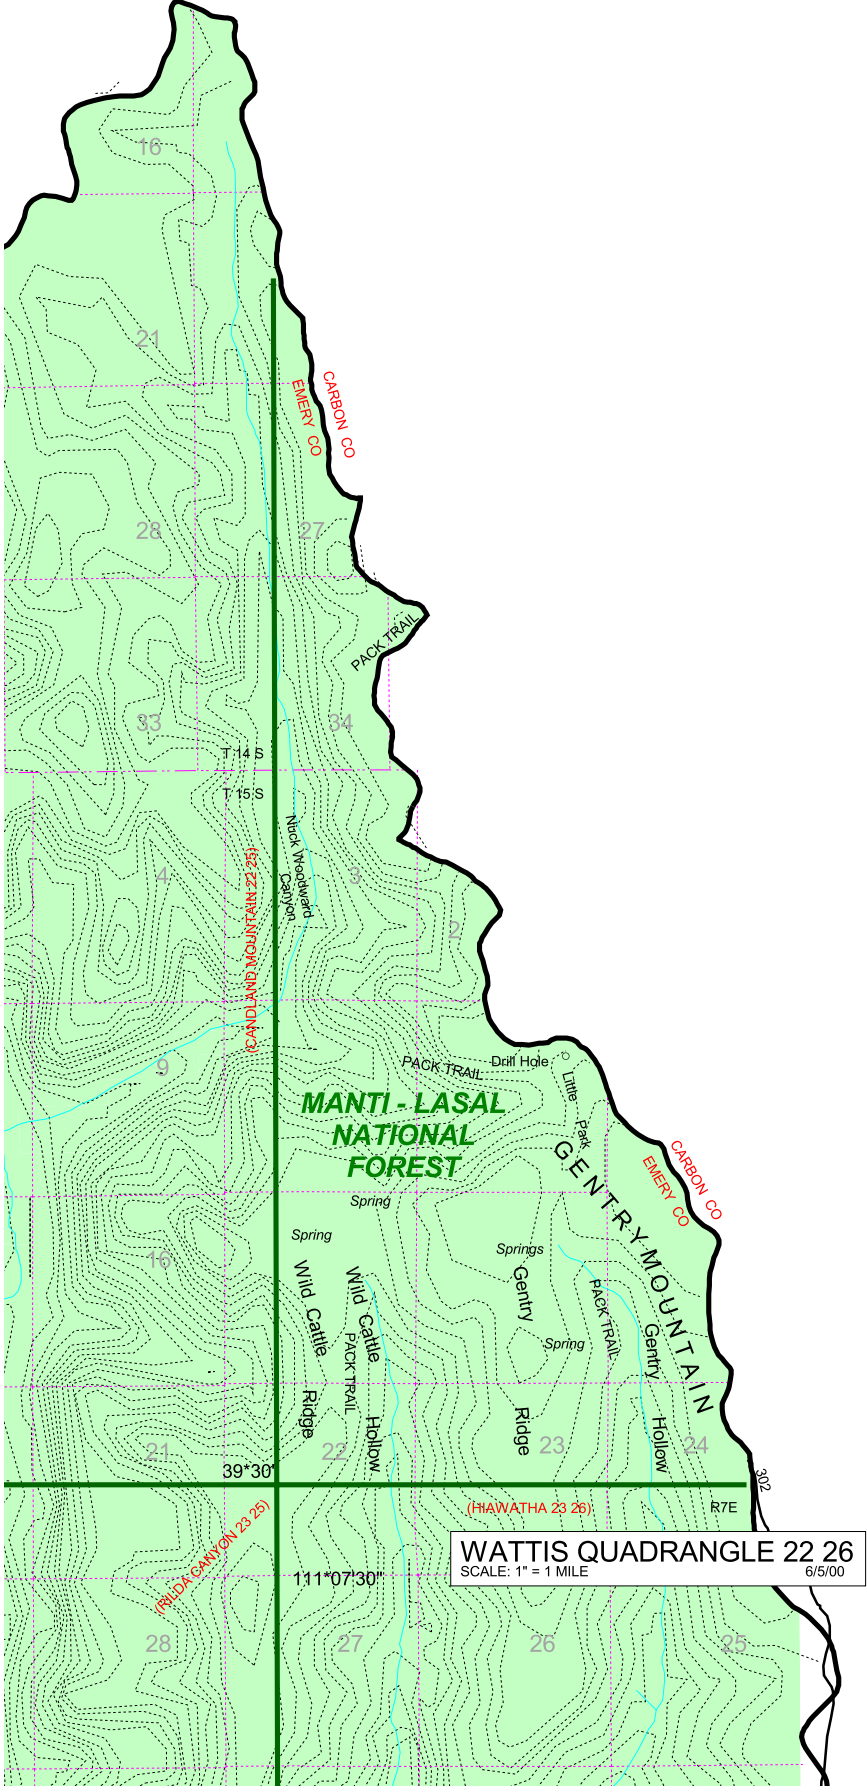 16
21
CARBON CO
EMERY CO
28
27
PACK TRAIL
33
34
T 14 S
T 15 S
Nuck Woodward
Canyon
(CANDLAND MOUNTAIN 22 25)
4
3
2
9
PACK TRAIL
Drill Hole
Little
Park
MANTI - LASAL
NATIONAL
FOREST
GENTRY MOUNTAIN
CARBON CO
EMERY CO
Spring
Spring
Springs
16
Wild Cattle
Ridge
Wild Cattle
Hollow
PACK TRAIL
Gentry
Ridge
Spring
PACK TRAIL
Gentry
Hollow
21
22
23
24
39*30'
302
(HIAWATHA 23 26)
R7E
(RILDA CANYON 23 25)
111*07'30"
WATTIS QUADRANGLE 22 26
SCALE: 1" = 1 MILE
6/5/00
28
27
26
25